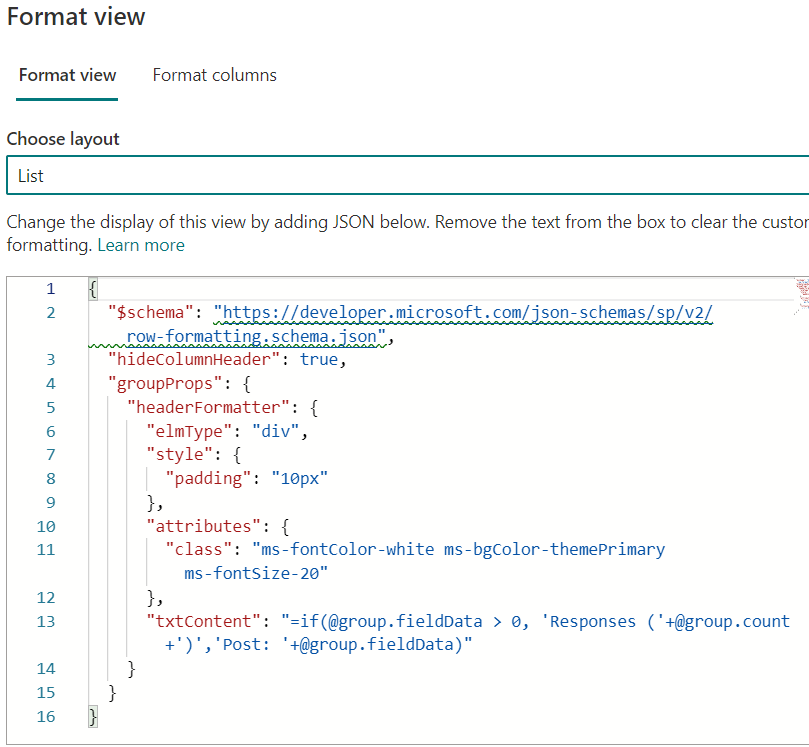 Format view
Format view Format columns
Choose layout
List
Change the display of this view by adding JSON below. Remove the text from the box to clear the
formatting. Learn more
1 {
2 "$schema": "https://developer.microsoft.com/json-schemas/sp/v2/
row-formatting.schema.json",
3 "hideColumnHeader": true,
4 "groupProps": {
5 "headerFormatter": {
6 "elmType": "div",
7 "style": {
8 "padding": "10px"
9 },
10 "attributes": {
11 "class": "ms-fontColor-white ms-bgColor-themePrimary
ms-fontSize-20"
12 },
13 "txtContent": "=if(@group.fieldData > 0, 'Responses ('+@group.count
+')','Post: '+@group.fieldData)"
14 }
15 }
16 }